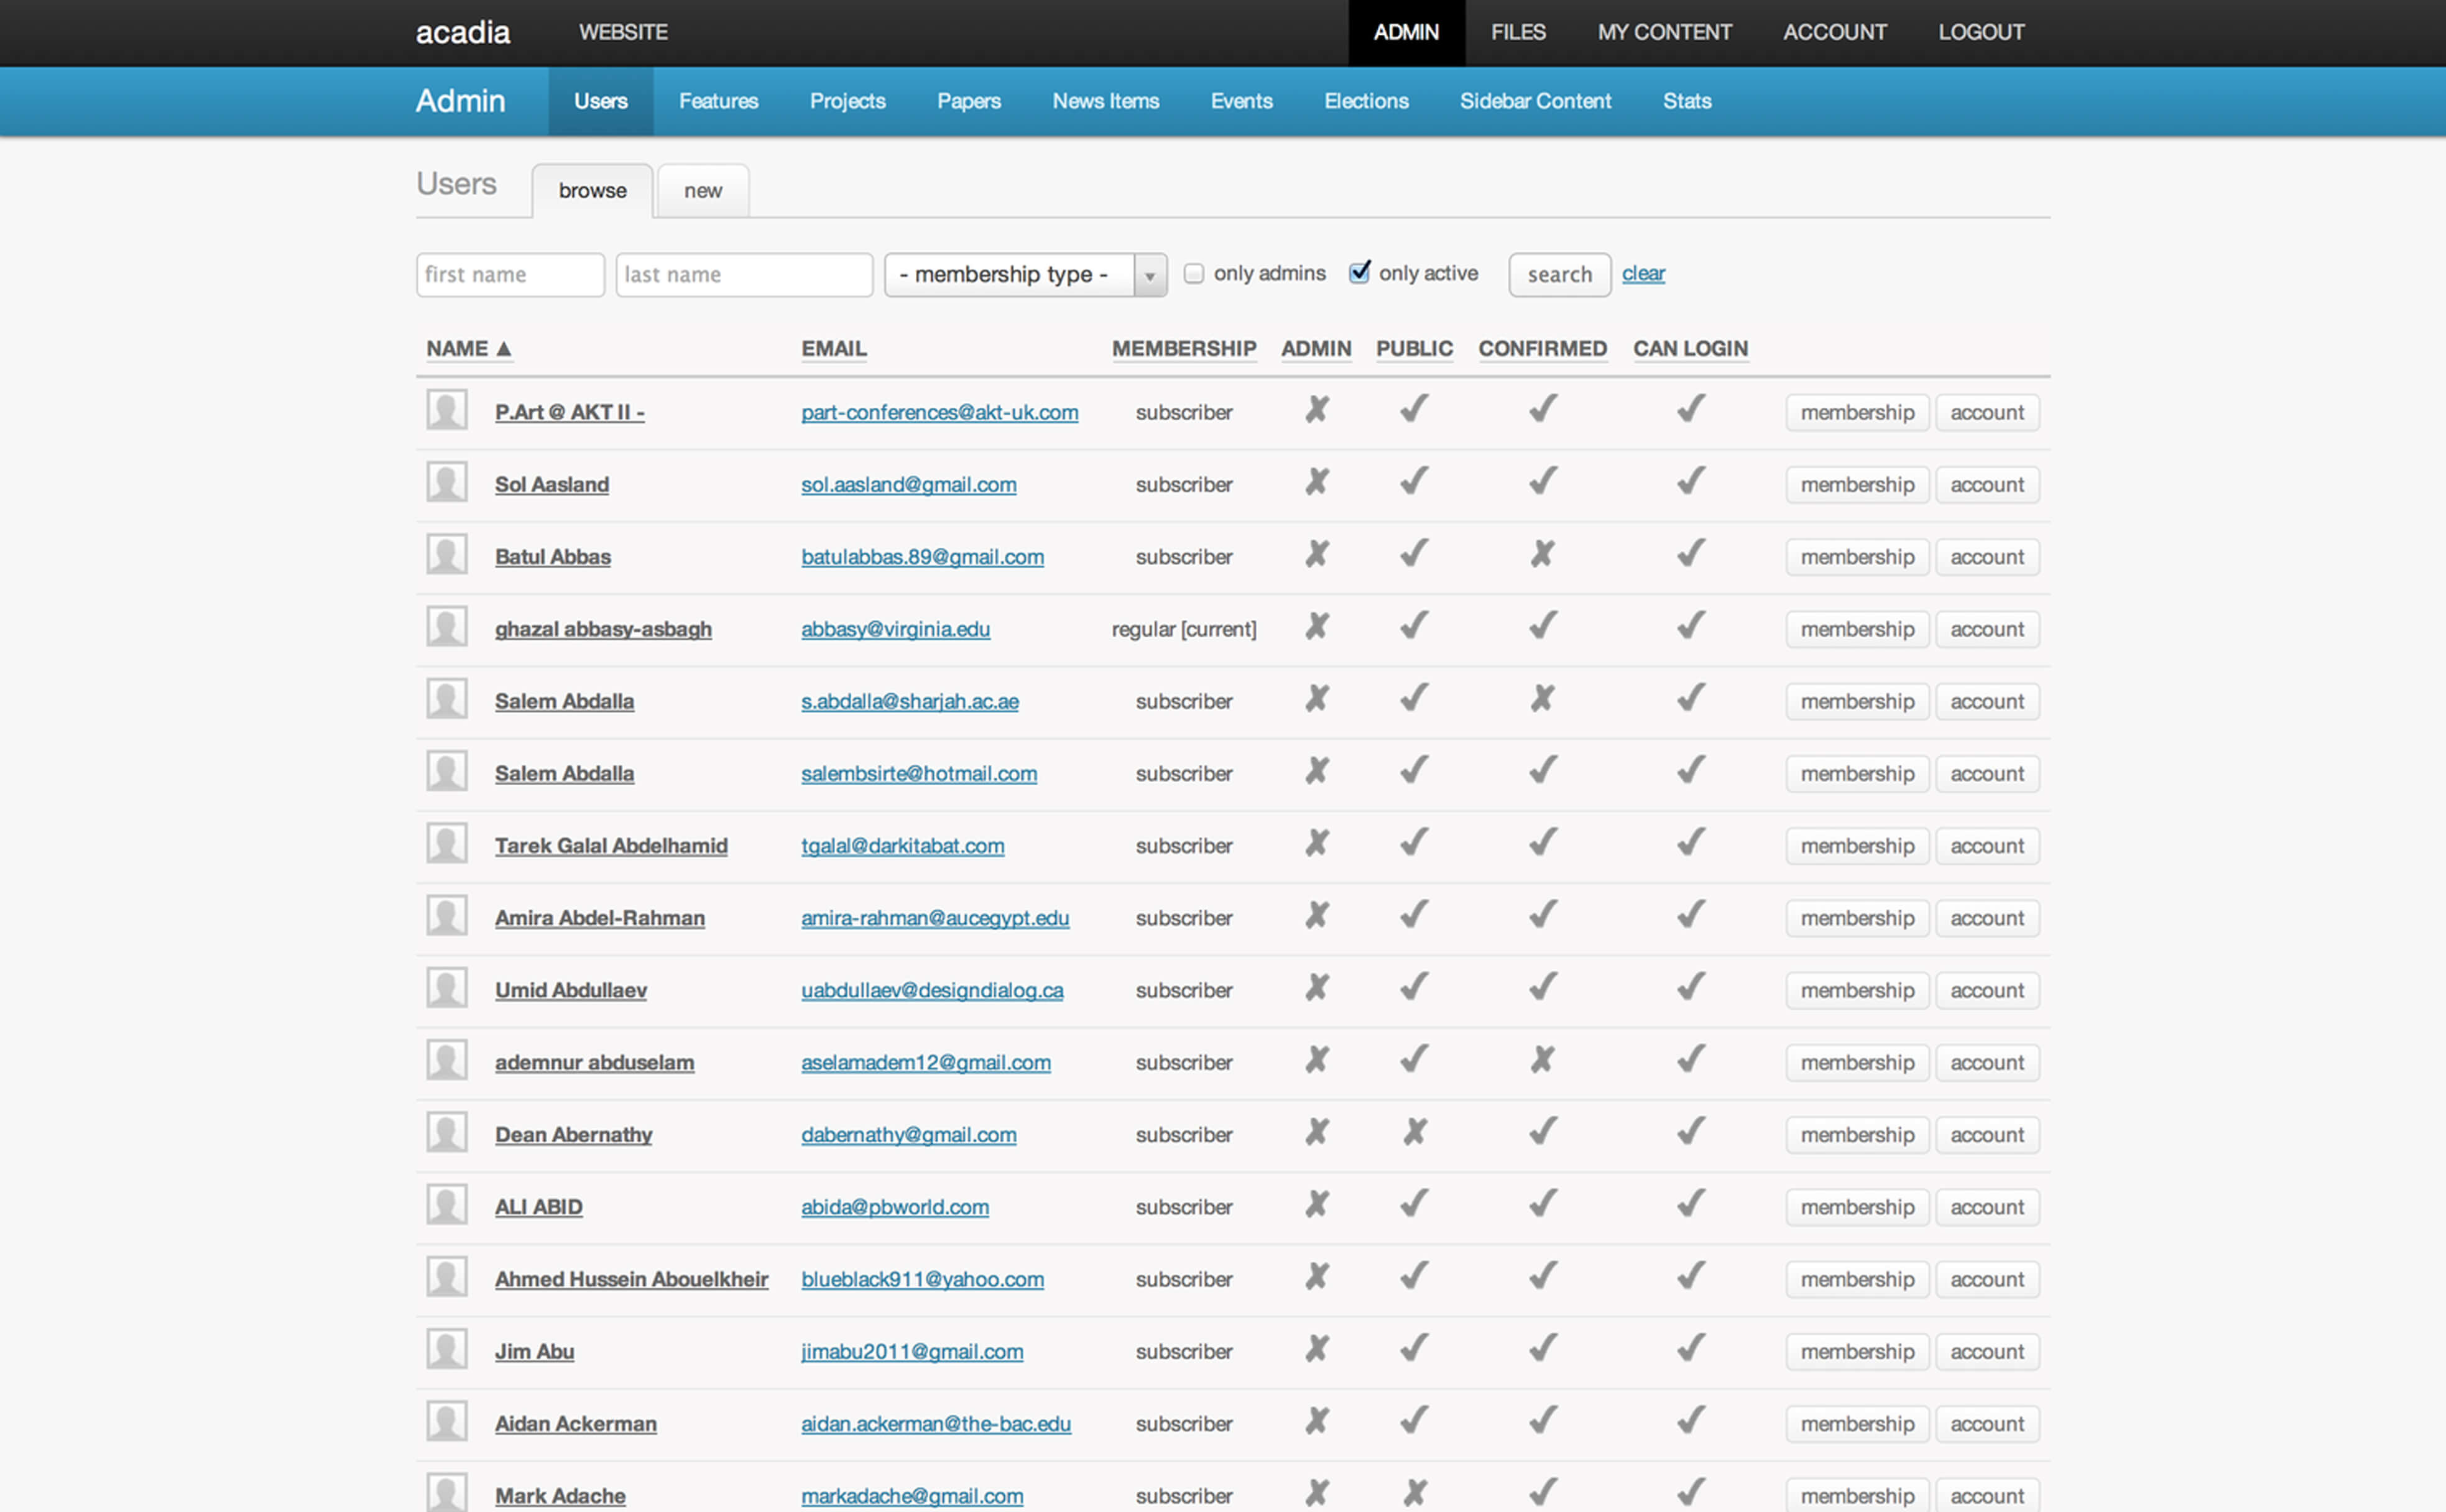 acadia WEBSITE ADMIN FILES MY CONTENT ACCOUNT LOGOUT
Admin Users Features Projects Papers News Items Events Elections Sidebar Content Stats
Users browse new
first name last name - membership type - only admins only active search clear
NAME ▲ EMAIL MEMBERSHIP ADMIN PUBLIC CONFIRMED CAN LOGIN
P.Art @ AKT II - part-conferences@akt-uk.com subscriber ✘ ✔ ✔ ✔ membership account
Sol Aasland sol.aasland@gmail.com subscriber ✘ ✔ ✔ ✔ membership account
Batul Abbas batulabbas.89@gmail.com subscriber ✘ ✔ ✘ ✔ membership account
ghazal abbasy-asbagh abbasy@virginia.edu regular [current] ✘ ✔ ✔ ✔ membership account
Salem Abdalla s.abdalla@sharjah.ac.ae subscriber ✘ ✔ ✘ ✔ membership account
Salem Abdalla salembsirte@hotmail.com subscriber ✘ ✔ ✔ ✔ membership account
Tarek Galal Abdelhamid tgalal@darkitabat.com subscriber ✘ ✔ ✔ ✔ membership account
Amira Abdel-Rahman amira-rahman@aucegypt.edu subscriber ✘ ✔ ✔ ✔ membership account
Umid Abdullaev uabdullaev@designdialog.ca subscriber ✘ ✔ ✔ ✔ membership account
ademnur abduselam aselamadem12@gmail.com subscriber ✘ ✔ ✘ ✔ membership account
Dean Abernathy dabernathy@gmail.com subscriber ✘ ✘ ✔ ✔ membership account
ALI ABID abida@pbworld.com subscriber ✘ ✔ ✔ ✔ membership account
Ahmed Hussein Abouelkheir blueblack911@yahoo.com subscriber ✘ ✔ ✔ ✔ membership account
Jim Abu jimabu2011@gmail.com subscriber ✘ ✔ ✔ ✔ membership account
Aidan Ackerman aidan.ackerman@the-bac.edu subscriber ✘ ✔ ✔ ✔ membership account
Mark Adache markadache@gmail.com subscriber ✘ ✘ ✔ ✔ membership account